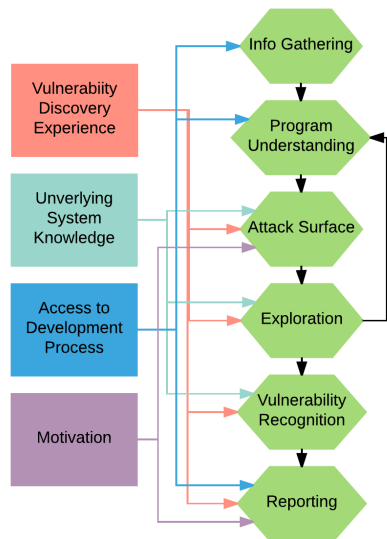 Info Gathering
Vulnerabiity
Discovery
Experience
Program
Understanding
Unverlying
System
Knowledge
Attack Surface
Access to
Development
Process
Exploration
Vulnerability
Recognition
Motivation
Reporting